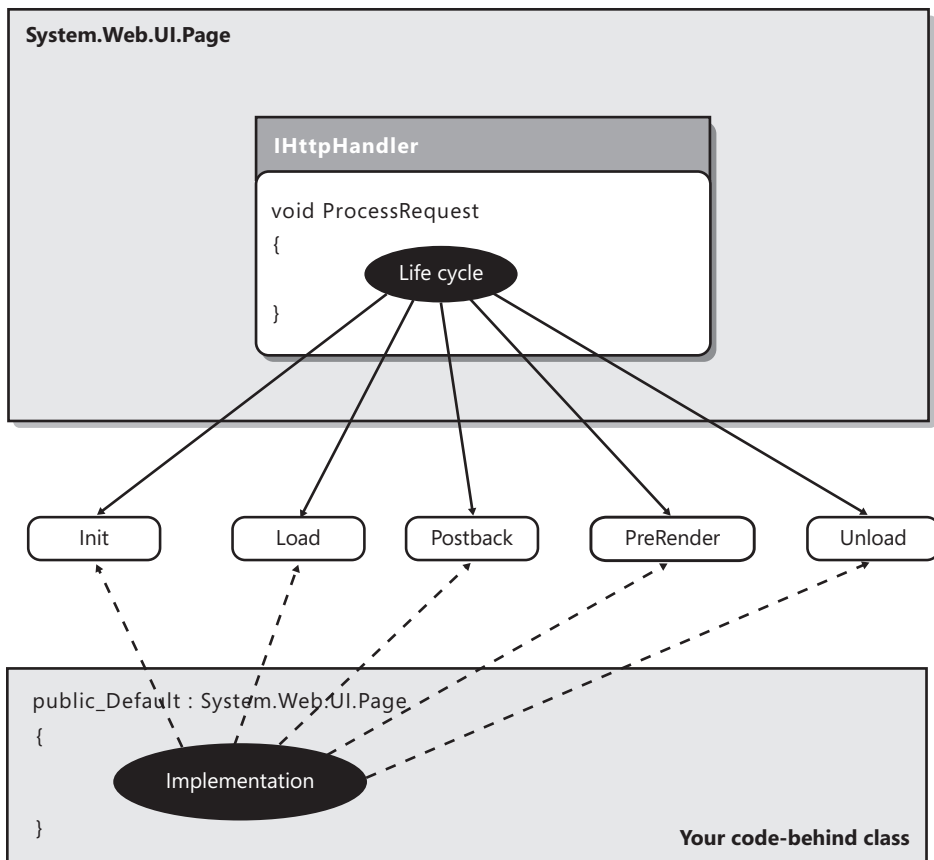 System.Web.UI.Page
IHttpHandler
void ProcessRequest
{
Life cycle
}
Init
Load
Postback
PreRender
Unload
public_Default : System.Web.UI.Page
{
Implementation
}
Your code-behind class